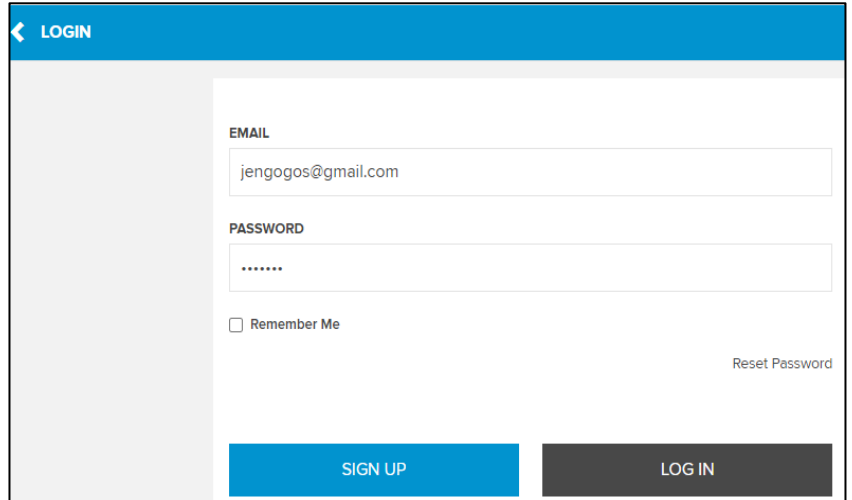 LOGIN
EMAIL
jengogos@gmail.com
PASSWORD
•••••••
Remember Me
Reset Password
SIGN UP
LOG IN